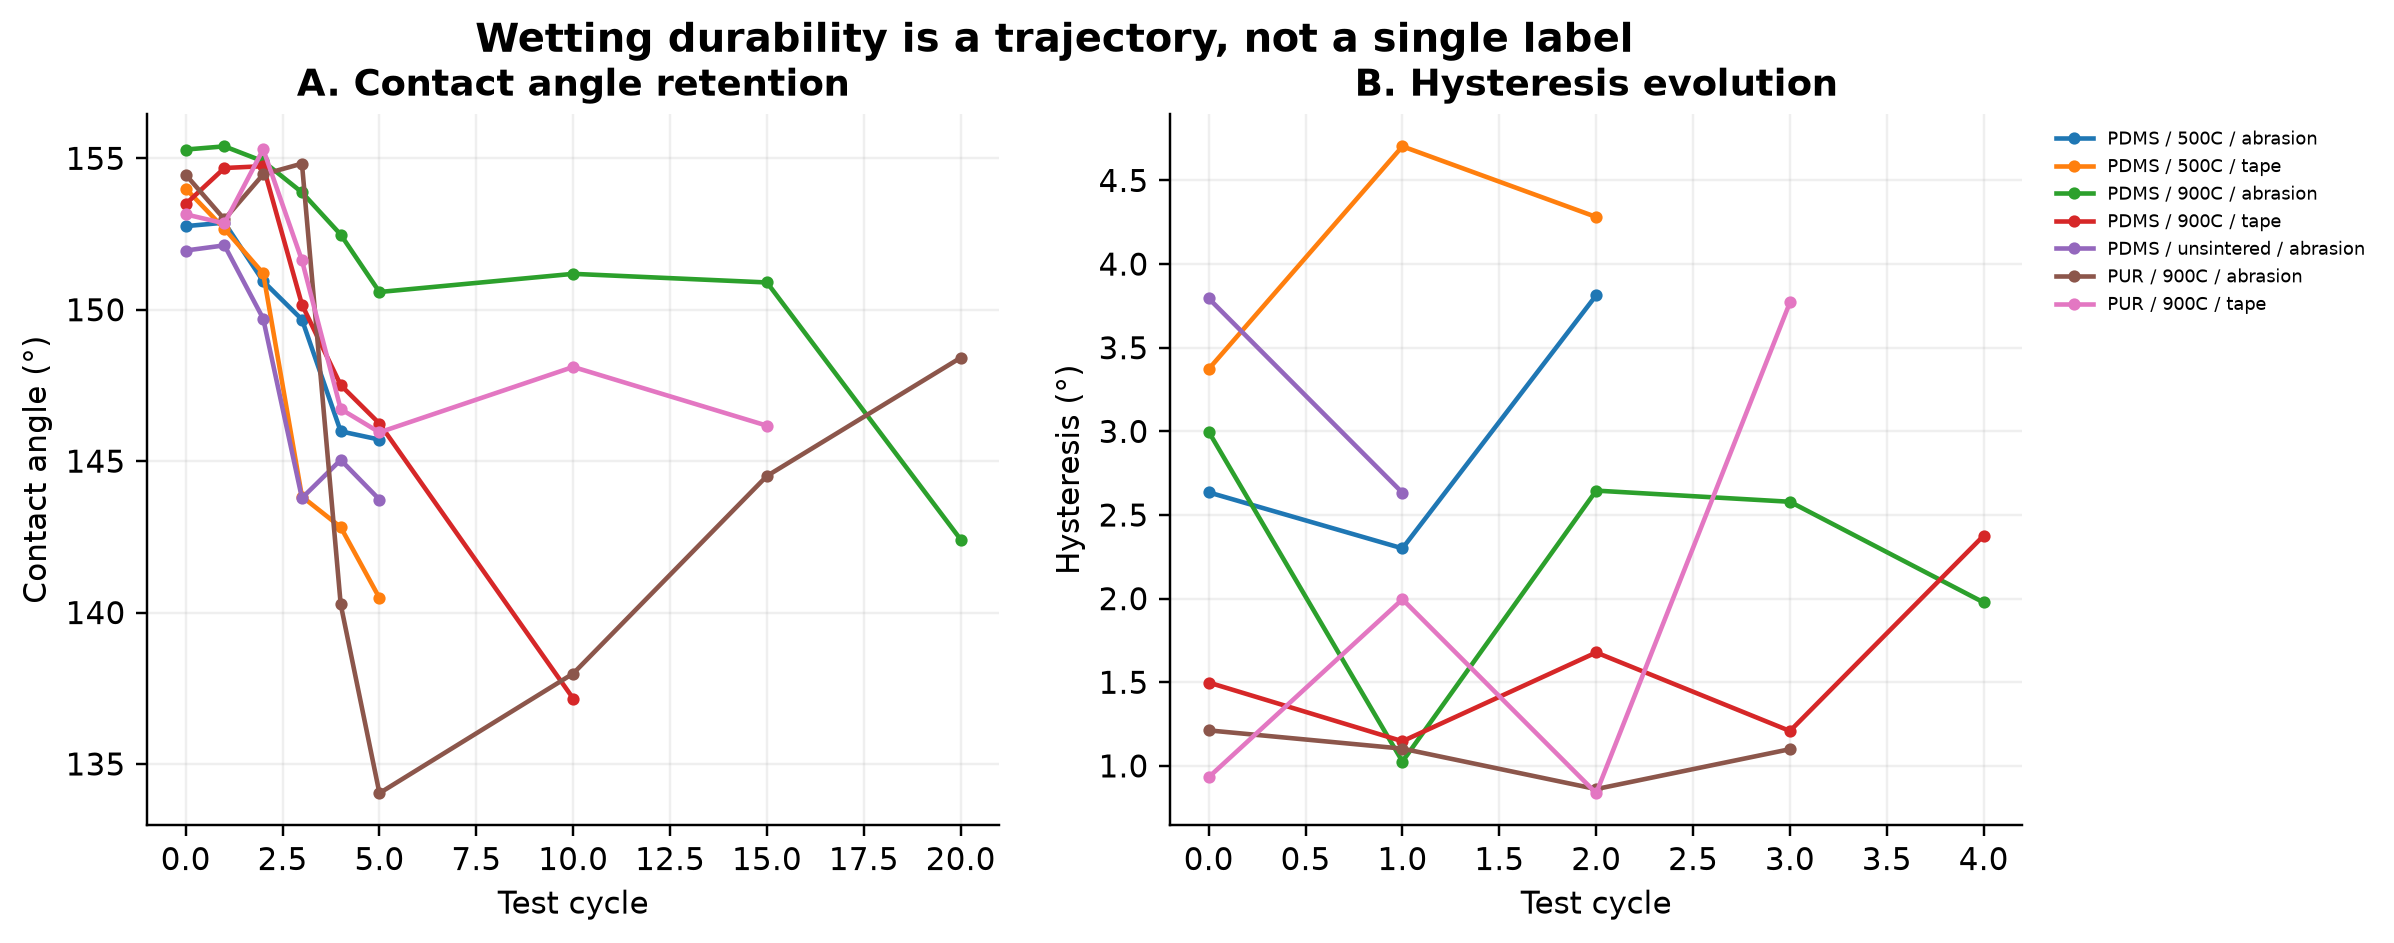 Wetting durability is a trajectory, not a single label
A. Contact angle retention
Contact angle (°)
155
150
145
140
135
0.0 2.5 5.0 7.5 10.0 12.5 15.0 17.5 20.0
Test cycle
B. Hysteresis evolution
Hysteresis (°)
4.5
4.0
3.5
3.0
2.5
2.0
1.5
1.0
0.0 0.5 1.0 1.5 2.0 2.5 3.0 3.5 4.0
Test cycle
PDMS / 500C / abrasion
PDMS / 500C / tape
PDMS / 900C / abrasion
PDMS / 900C / tape
PDMS / unsintered / abrasion
PUR / 900C / abrasion
PUR / 900C / tape